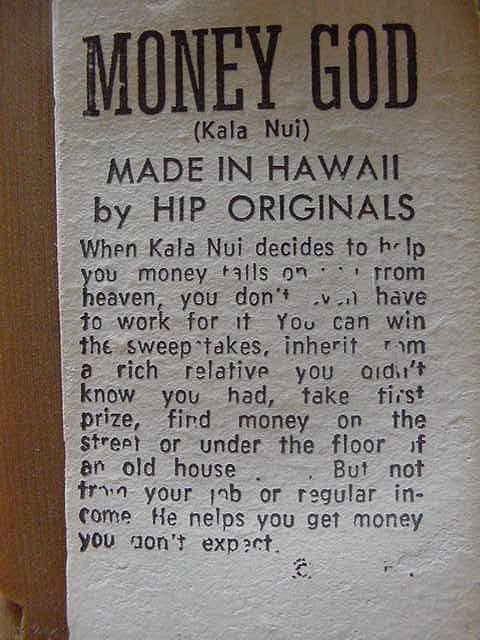 MONEY GOD
(Kala Nui)
MADE IN HAWAII
by HIP ORIGINALS
When Kala Nui decides to help
you money falls on from
heaven, you don't even have
to work for it You can win
the sweepstakes, inherit from
a rich relative you didn't
know you had, take first
prize, find money on the
street or under the floor of
an old house . . But not
from your job or regular in-
come He helps you get money
you don't expect.
©